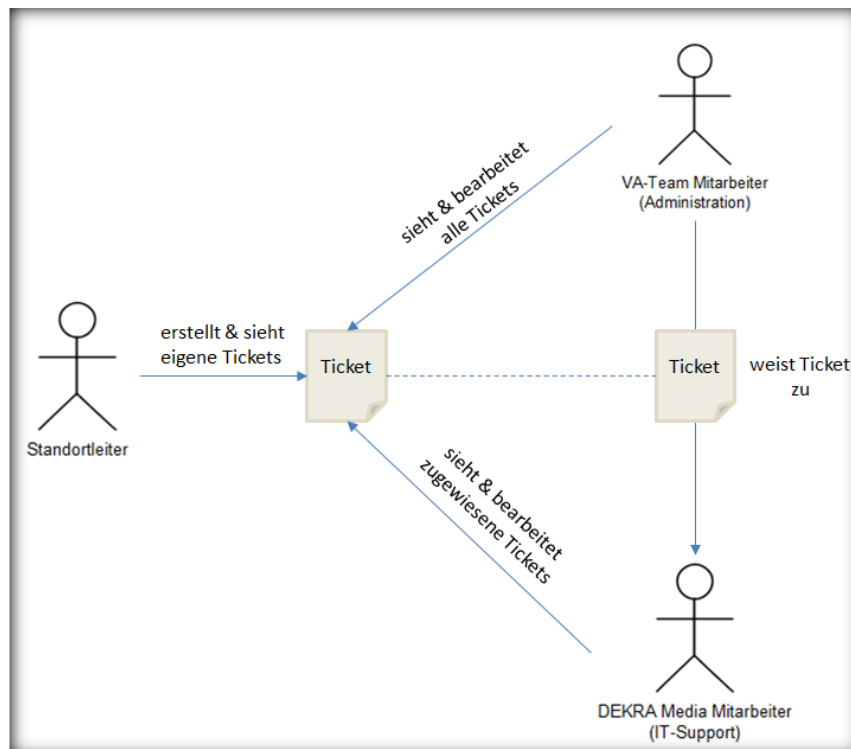 VA-Team Mitarbeiter
(Administration)
sieht & bearbeitet
alle Tickets
erstellt & sieht
eigene Tickets
Ticket
Ticket
weist Ticket
zu
Standortleiter
sieht & bearbeitet
zugewiesene Tickets
DEKRA Media Mitarbeiter
(IT-Support)